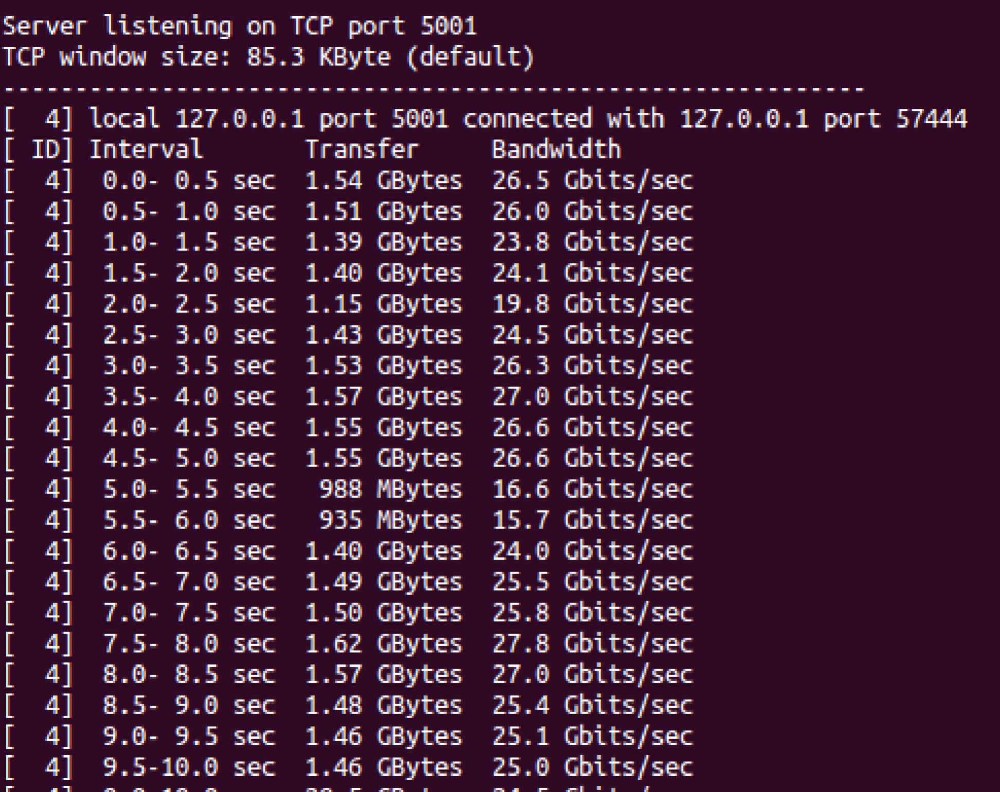 Server listening on TCP port 5001
TCP window size: 85.3 KByte (default)
------------------------------------------------------------
[  4] local 127.0.0.1 port 5001 connected with 127.0.0.1 port 57444
[ ID] Interval       Transfer     Bandwidth
[  4]  0.0- 0.5 sec  1.54 GBytes  26.5 Gbits/sec
[  4]  0.5- 1.0 sec  1.51 GBytes  26.0 Gbits/sec
[  4]  1.0- 1.5 sec  1.39 GBytes  23.8 Gbits/sec
[  4]  1.5- 2.0 sec  1.40 GBytes  24.1 Gbits/sec
[  4]  2.0- 2.5 sec  1.15 GBytes  19.8 Gbits/sec
[  4]  2.5- 3.0 sec  1.43 GBytes  24.5 Gbits/sec
[  4]  3.0- 3.5 sec  1.53 GBytes  26.3 Gbits/sec
[  4]  3.5- 4.0 sec  1.57 GBytes  27.0 Gbits/sec
[  4]  4.0- 4.5 sec  1.55 GBytes  26.6 Gbits/sec
[  4]  4.5- 5.0 sec  1.55 GBytes  26.6 Gbits/sec
[  4]  5.0- 5.5 sec   988 MBytes  16.6 Gbits/sec
[  4]  5.5- 6.0 sec   935 MBytes  15.7 Gbits/sec
[  4]  6.0- 6.5 sec  1.40 GBytes  24.0 Gbits/sec
[  4]  6.5- 7.0 sec  1.49 GBytes  25.5 Gbits/sec
[  4]  7.0- 7.5 sec  1.50 GBytes  25.8 Gbits/sec
[  4]  7.5- 8.0 sec  1.62 GBytes  27.8 Gbits/sec
[  4]  8.0- 8.5 sec  1.57 GBytes  27.0 Gbits/sec
[  4]  8.5- 9.0 sec  1.48 GBytes  25.4 Gbits/sec
[  4]  9.0- 9.5 sec  1.46 GBytes  25.1 Gbits/sec
[  4]  9.5-10.0 sec  1.46 GBytes  25.0 Gbits/sec